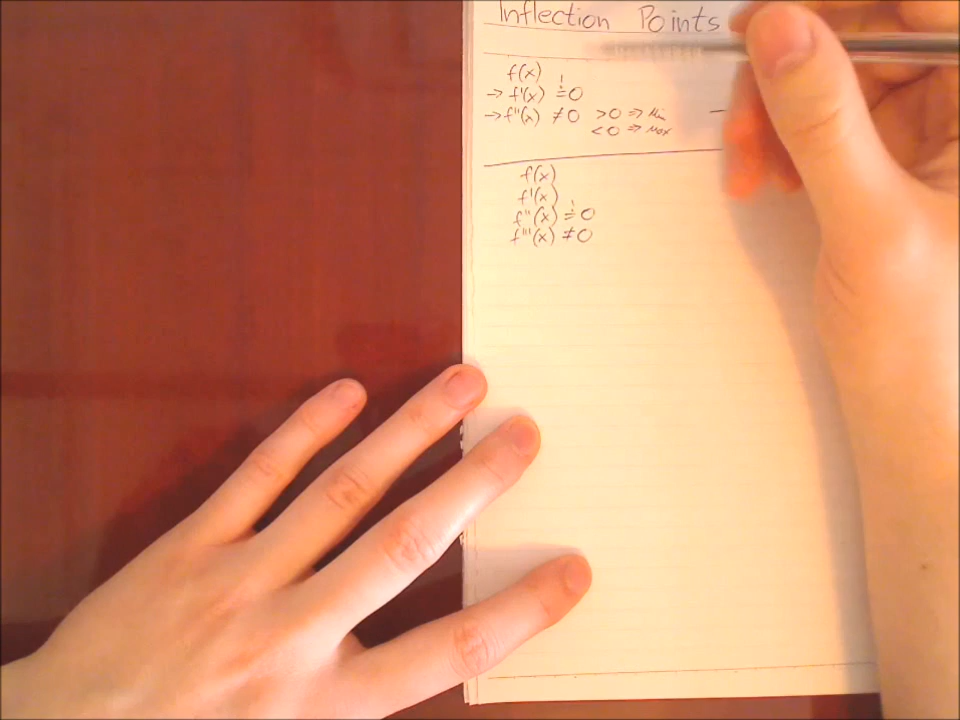 Inflection Points
f(x)
→ f'(x) != 0
→ f''(x) ≠ 0 >0 ⇒ Min
<0 ⇒ Max
f(x)
f'(x)
f''(x) != 0
f'''(x) ≠ 0